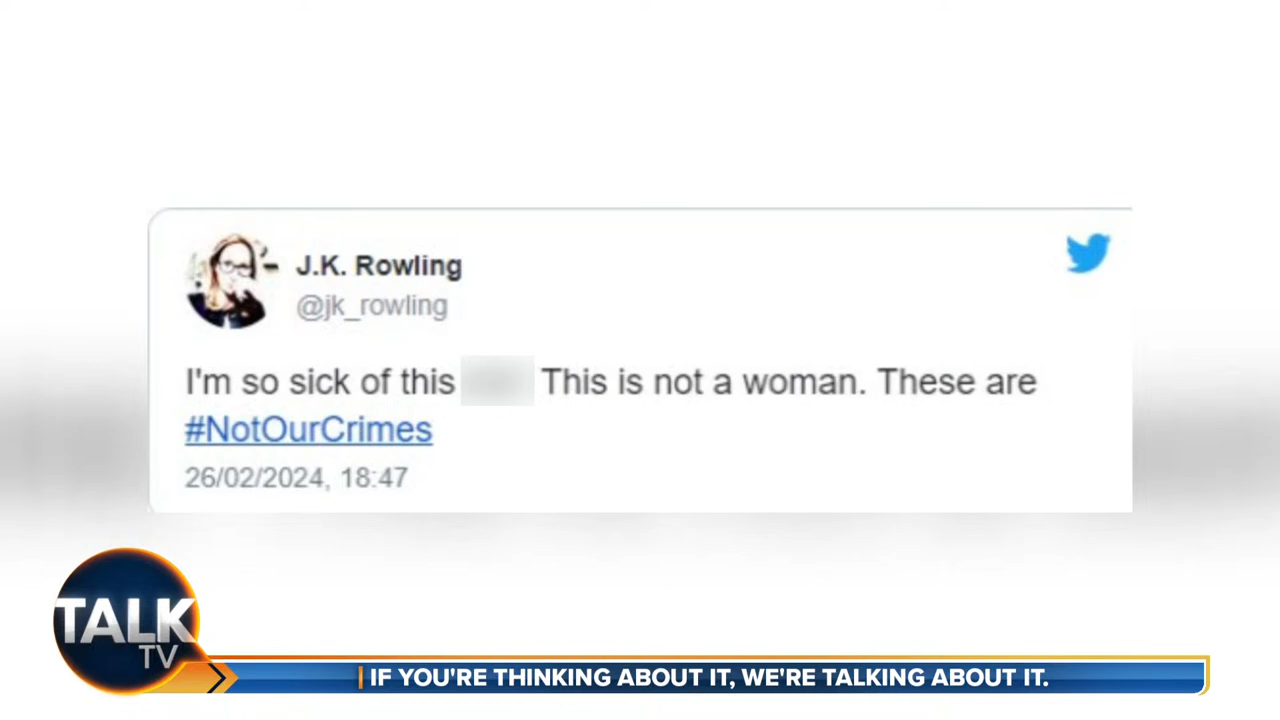 J.K. Rowling
@jk_rowling
I'm so sick of this This is not a woman. These are
#NotOurCrimes
26/02/2024, 18:47
TALK
TV
IF YOU'RE THINKING ABOUT IT, WE'RE TALKING ABOUT IT.